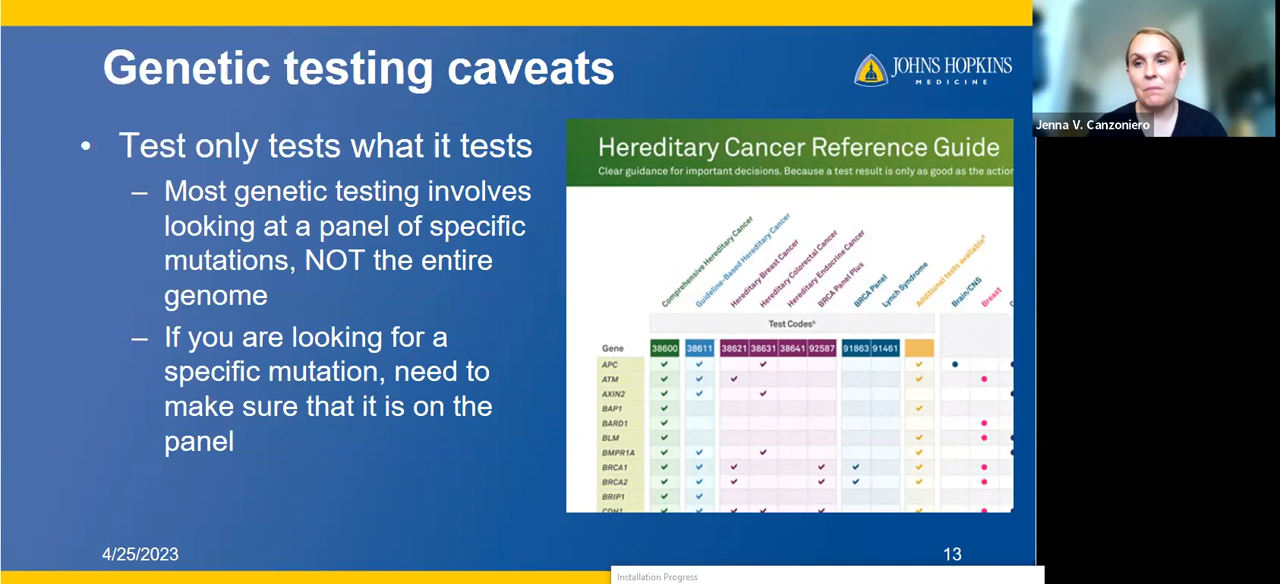 Genetic testing caveats
JOHNS HOPKINS
MEDICINE
Jenna V. Canzoniero
• Test only tests what it tests
– Most genetic testing involves
looking at a panel of specific
mutations, NOT the entire
genome
– If you are looking for a
specific mutation, need to
make sure that it is on the
panel
Hereditary Cancer Reference Guide
Clear guidance for important decisions. Because a test result is only as good as the action
Comprehensive Hereditary Cancer
Guideline-Based Hereditary Cancer
Hereditary Breast Cancer
Hereditary Colorectal Cancer
Hereditary Endocrine Cancer
BRCA Panel Plus
BRCA Panel
Lynch Syndrome
Additional tests available
Brain/CNS
Breast
Test Codes
Gene 38600 38611 38621 38631 38641 92587 91863 91461
APC
ATM
AXIN2
BAP1
BARD1
BLM
BMPR1A
BRCA1
BRCA2
BRIP1
CDH1
4/25/2023
13
Installation Progress